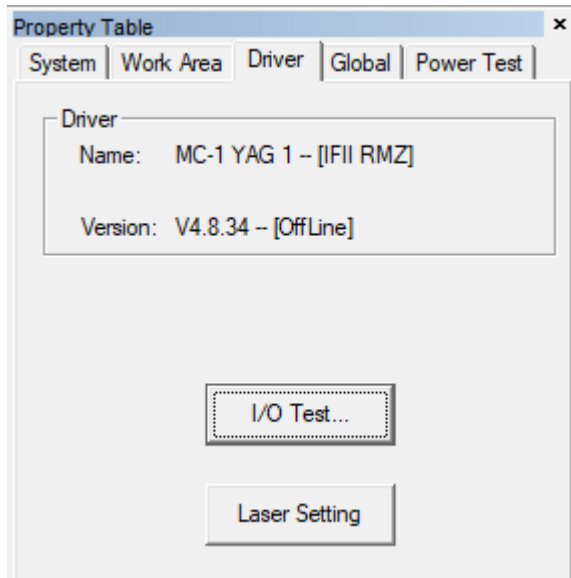 Property Table
System Work Area Driver Global Power Test
Driver
Name: MC-1 YAG 1 -- [IFII RMZ]
Version: V4.8.34 -- [OffLine]
I/O Test...
Laser Setting